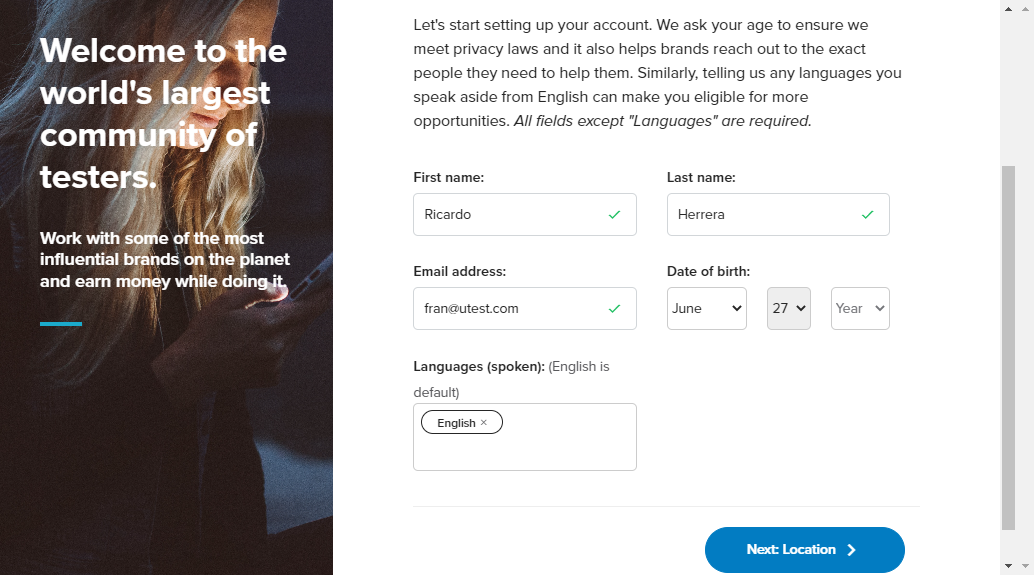 Welcome to the
world's largest
community of
testers.
Work with some of the most
influential brands on the planet
and earn money while doing it.
Let's start setting up your account. We ask your age to ensure we
meet privacy laws and it also helps brands reach out to the exact
people they need to help them. Similarly, telling us any languages you
speak aside from English can make you eligible for more
opportunities. All fields except "Languages" are required.
First name: Last name:
Ricardo Herrera
Email address: Date of birth:
fran@utest.com June 27 Year
Languages (spoken): (English is
default)
English ×
Next: Location